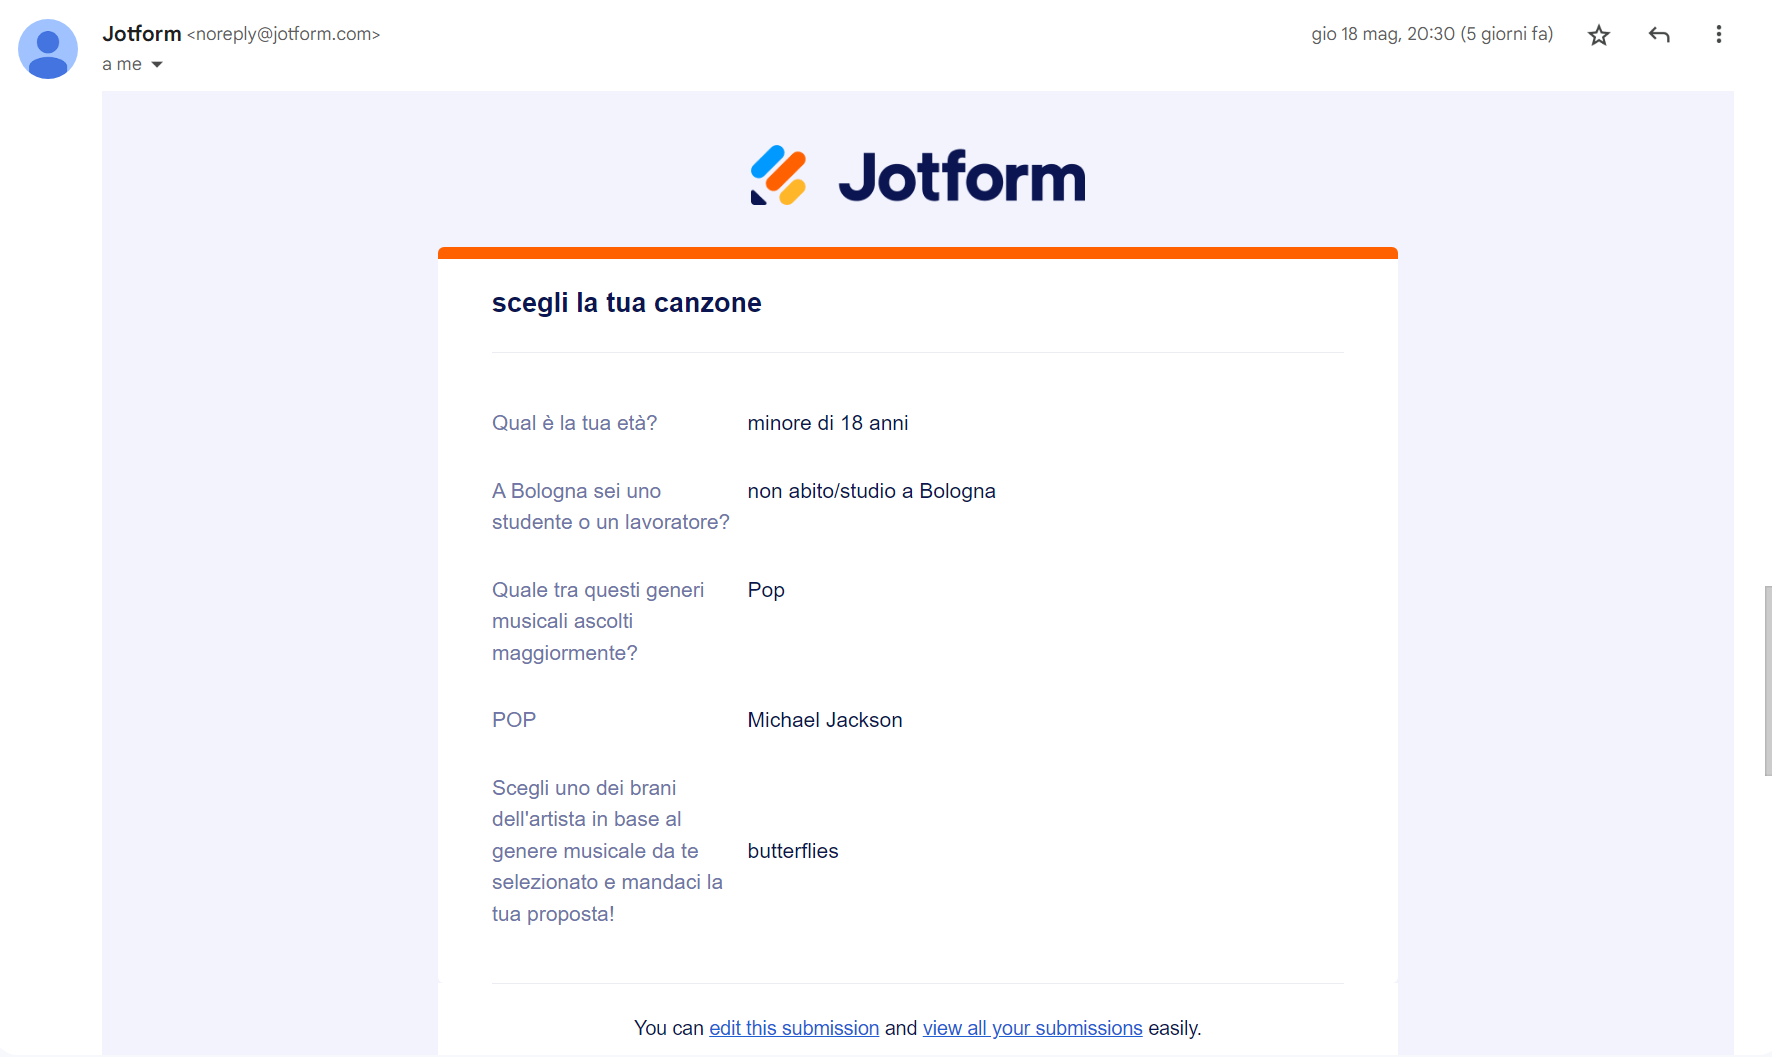 Jotform <noreply@jotform.com>
gio 18 mag, 20:30 (5 giorni fa)
a me
Jotform
scegli la tua canzone
Qual è la tua età?
minore di 18 anni
A Bologna sei uno
studente o un lavoratore?
non abito/studio a Bologna
Quale tra questi generi
musicali ascolti
maggiormente?
Pop
POP
Michael Jackson
Scegli uno dei brani
dell'artista in base al
genere musicale da te
selezionato e mandaci la
tua proposta!
butterflies
You can edit this submission and view all your submissions easily.